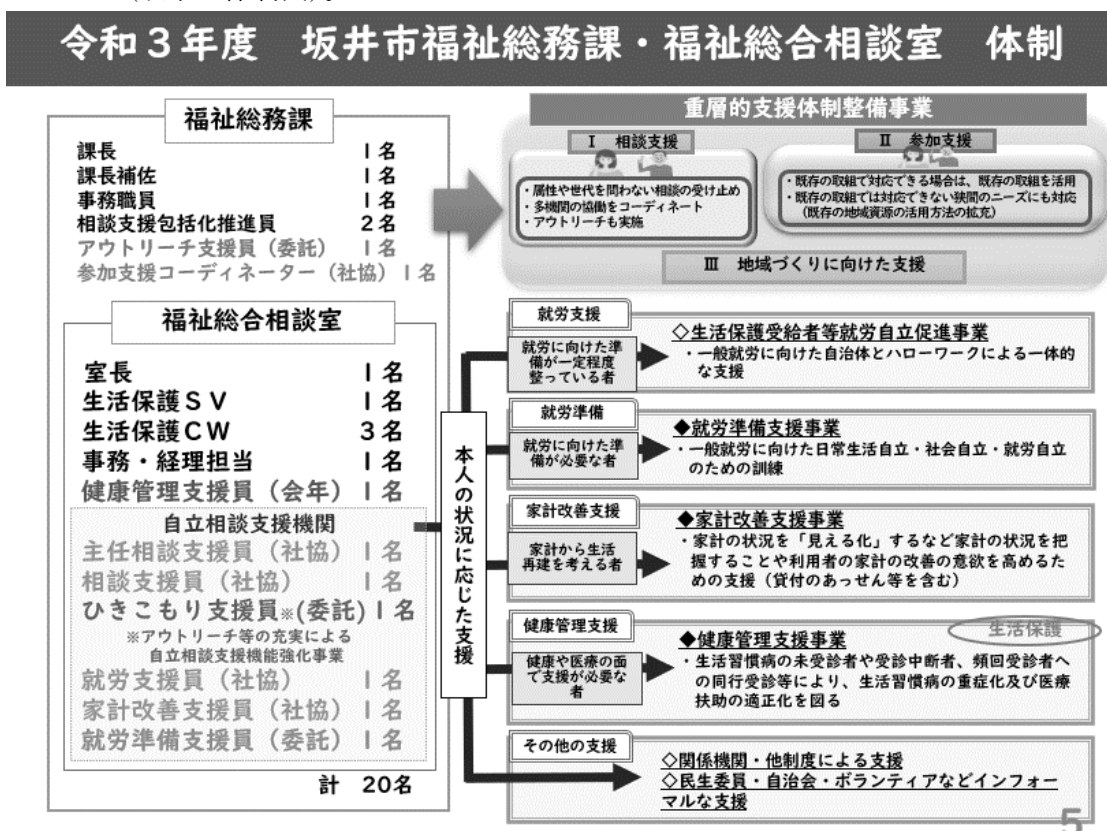 令和3年度 坂井市福祉総務課・福祉総合相談室 体制
福祉総務課
課長 1名
課長補佐 1名
事務職員 1名
相談支援包括化推進員 2名
アウトリーチ支援員（委託） 1名
参加支援コーディネーター（社協）1名
福祉総合相談室
室長 1名
生活保護SV 1名
生活保護CW 3名
事務・経理担当 1名
健康管理支援員（会年） 1名
自立相談支援機関
主任相談支援員（社協） 1名
相談支援員（社協） 1名
ひきこもり支援員※(委託) 1名
※アウトリーチ等の充実による
自立相談支援機能強化事業
就労支援員（社協） 1名
家計改善支援員（社協） 1名
就労準備支援員（委託） 1名
計 20名
重層的支援体制整備事業
Ⅰ 相談支援
・属性や世代を問わない相談の受け止め
・多機関の協働をコーディネート
・アウトリーチも実施
Ⅱ 参加支援
・既存の取組で対応できる場合は、既存の取組を活用
・既存の取組では対応できない狭間のニーズにも対応
（既存の地域資源の活用方法の拡充）
Ⅲ 地域づくりに向けた支援
本人の状況に応じた支援
就労支援
就労に向けた準
備が一定程度
整っている者
◇生活保護受給者等就労自立促進事業
・一般就労に向けた自治体とハローワークによる一体的
な支援
就労準備
就労に向けた準
備が必要な者
◆就労準備支援事業
・一般就労に向けた日常生活自立・社会自立・就労自立
のための訓練
家計改善支援
家計から生活
再建を考える者
◆家計改善支援事業
・家計の状況を「見える化」するなど家計の状況を把
握することや利用者の家計の改善の意欲を高めるた
めの支援（貸付のあっせん等を含む）
健康管理支援
健康や医療の面
で支援が必要な
者
生活保護
◆健康管理支援事業
・生活習慣病の未受診者や受診中断者、頻回受診者へ
の同行受診等により、生活習慣病の重症化及び医療
扶助の適正化を図る
その他の支援
◇関係機関・他制度による支援
◇民生委員・自治会・ボランティアなどインフォー
マルな支援
5